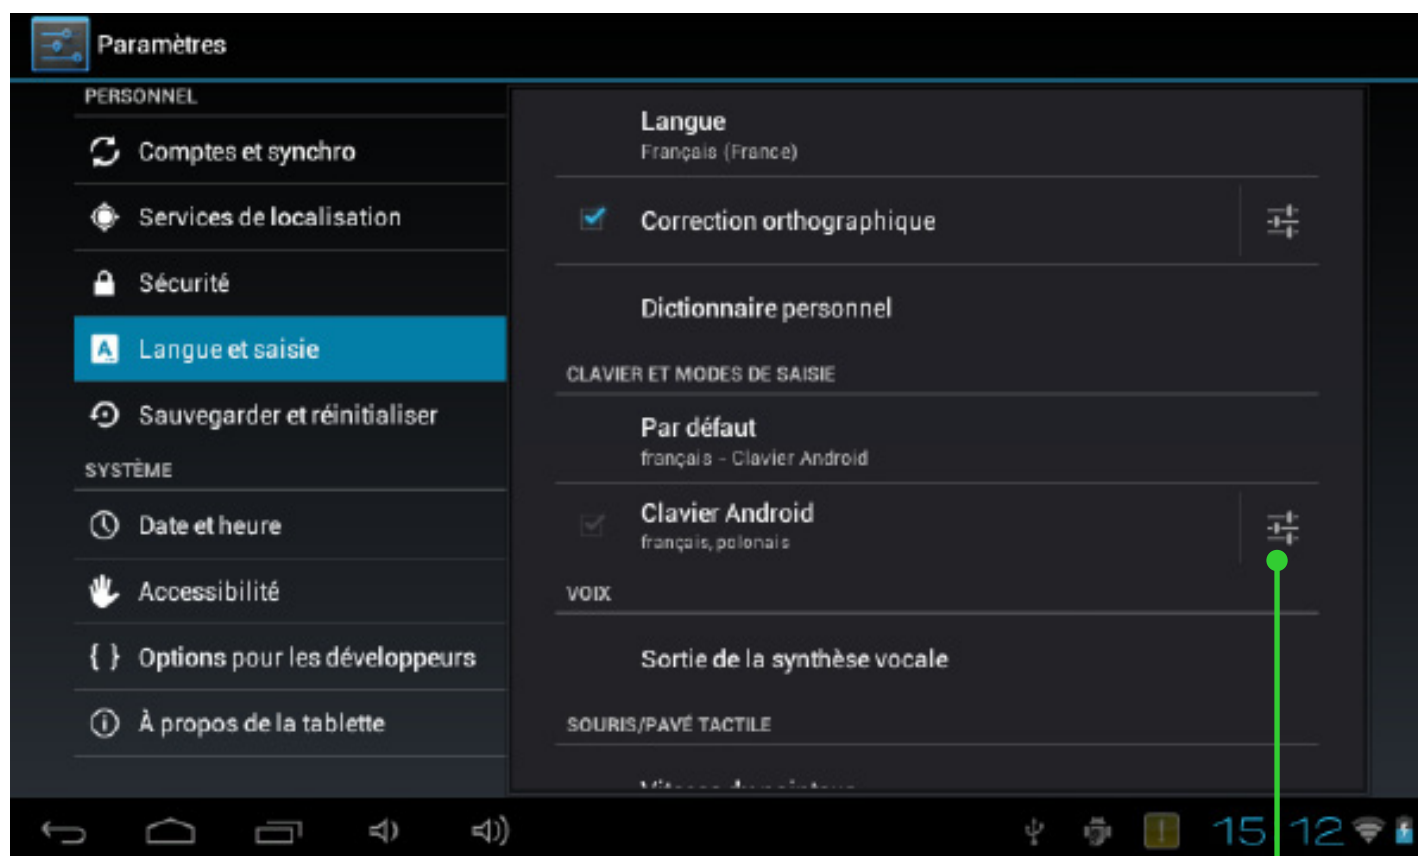 Paramètres
PERSONNEL
Comptes et synchro
Services de localisation
Sécurité
Langue et saisie
Sauvegarder et réinitialiser
SYSTÈME
Date et heure
Accessibilité
{ } Options pour les développeurs
À propos de la tablette
Langue
Français (France)
Correction orthographique
Dictionnaire personnel
CLAVIER ET MODES DE SAISIE
Par défaut
français - Clavier Android
Clavier Android
français, polonais
VOIX
Sortie de la synthèse vocale
SOURIS/PAVÉ TACTILE
15 12